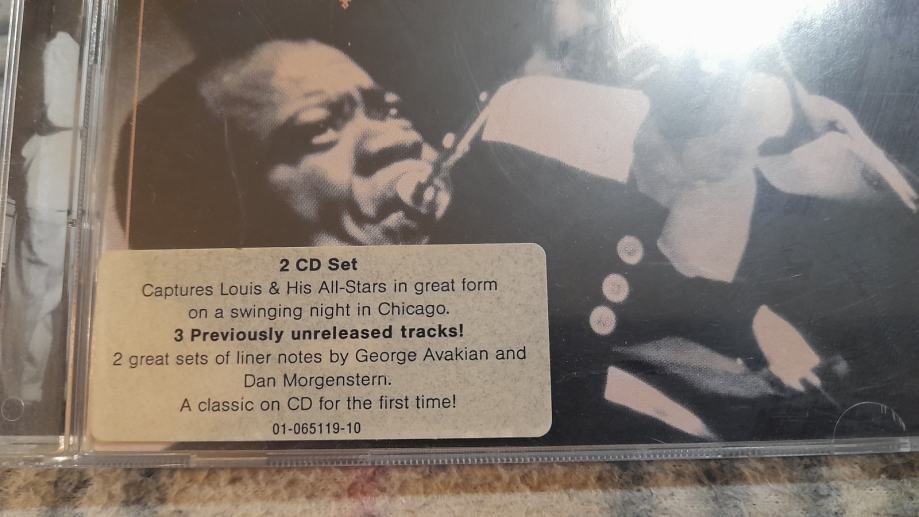 2 CD Set
Captures Louis & His All-Stars in great form
on a swinging night in Chicago.
3 Previously unreleased tracks!
2 great sets of liner notes by George Avakian and
Dan Morgenstern.
A classic on CD for the first time!
01-065119-10